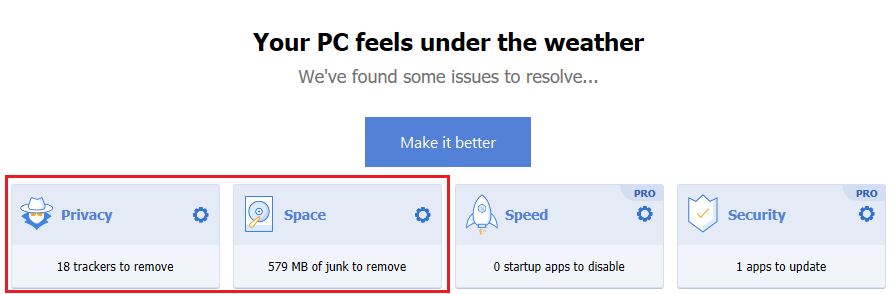 Your PC feels under the weather
We've found some issues to resolve...
Make it better
Privacy
18 trackers to remove
Space
579 MB of junk to remove
PRO
Speed
0 startup apps to disable
PRO
Security
1 apps to update